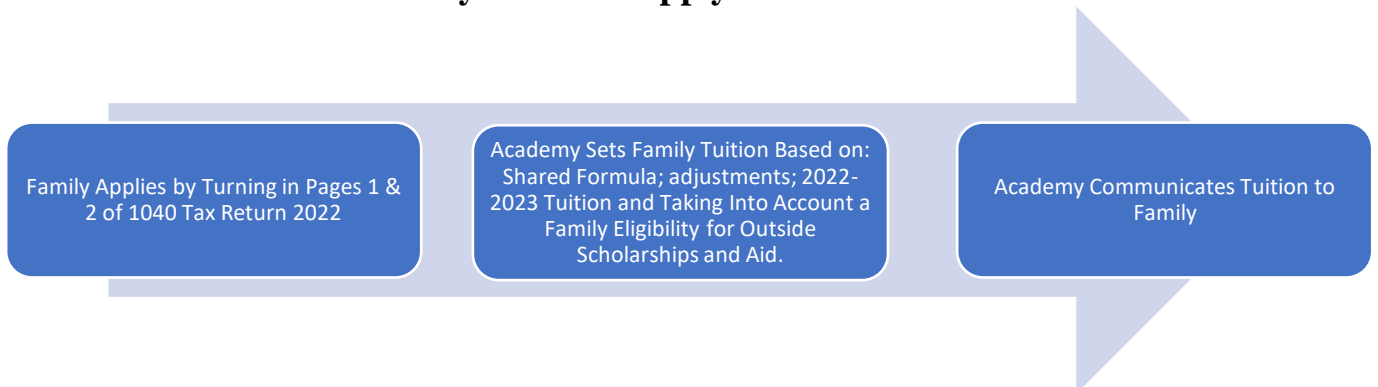 Family Applies by Turning in Pages 1 &
2 of 1040 Tax Return 2022
Academy Sets Family Tuition Based on:
Shared Formula; adjustments; 2022-
2023 Tuition and Taking Into Account a
Family Eligibility for Outside
Scholarships and Aid.
Academy Communicates Tuition to
Family